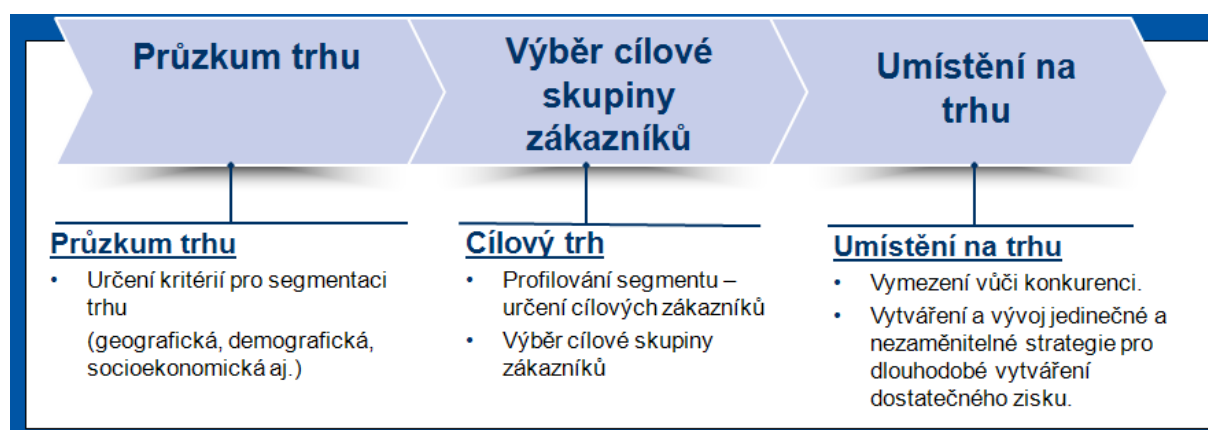 Průzkum trhu
Výběr cílové
skupiny
zákazníků
Umístění na
trhu
Průzkum trhu
• Určení kritérií pro segmentaci
trhu
(geografická, demografická,
socioekonomická aj.)
Cílový trh
• Profilování segmentu –
určení cílových zákazníků
• Výběr cílové skupiny
zákazníků
Umístění na trhu
• Vymezení vůči konkurenci.
• Vytváření a vývoj jedinečné a
nezaměnitelné strategie pro
dlouhodobé vytváření
dostatečného zisku.